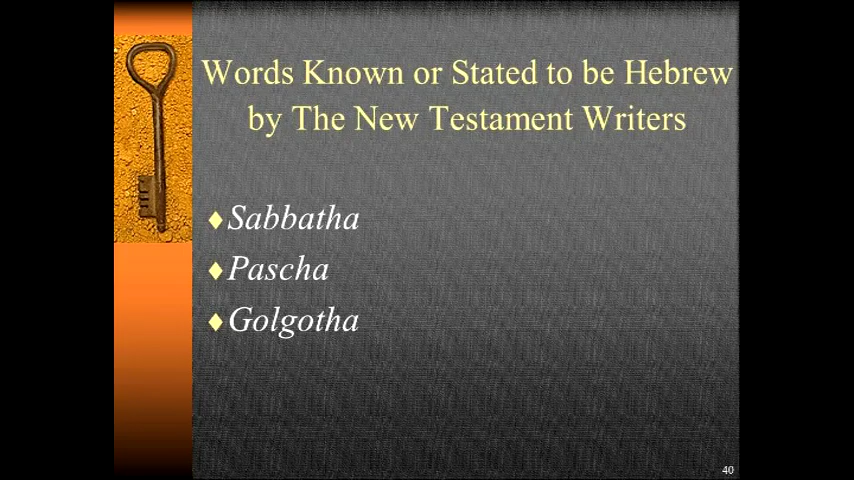 Words Known or Stated to be Hebrew
by The New Testament Writers
Sabbatha
Pascha
Golgotha
40